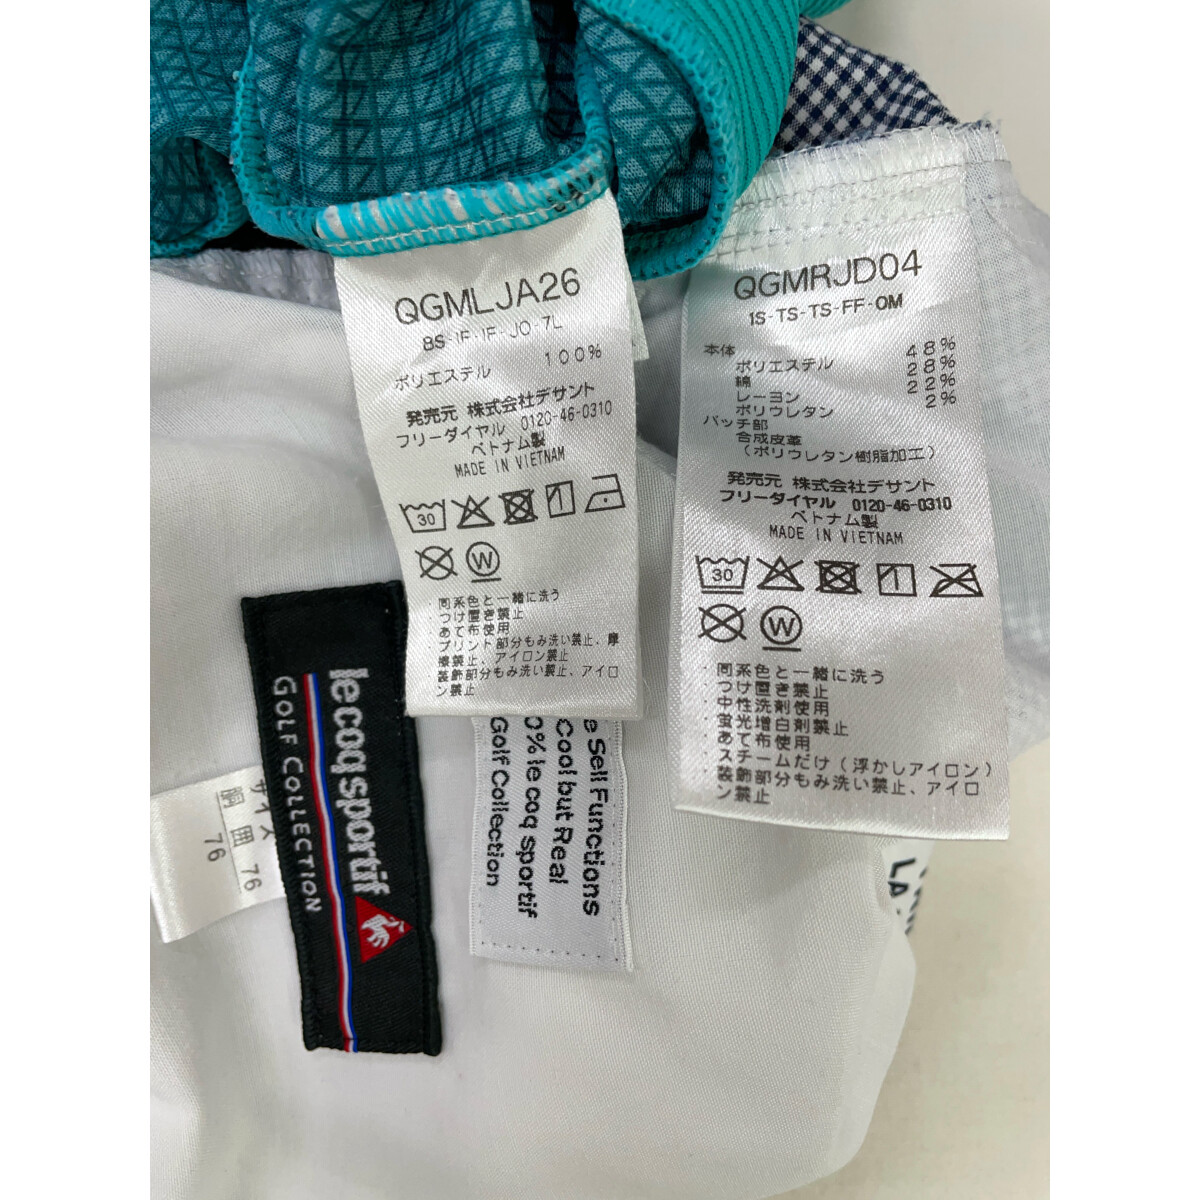 QGMLJA26
8S-IF-IF-JO-7L
ポリエステル 100%
発売元 株式会社デサント
フリーダイヤル 0120-46-0310
ベトナム製
MADE IN VIETNAM
30
W
・同系色と一緒に洗う
・つけ置き禁止
・あて布使用
・プリント部分もみ洗い禁止、摩
擦禁止、アイロン禁止
・装飾部分もみ洗い禁止、アイロ
ン禁止
QGMRJD04
1S-TS-TS-FF-OM
本体
ポリエステル 48%
綿 28%
レーヨン 22%
ポリウレタン 2%
パッチ部
合成皮革
(ポリウレタン樹脂加工)
発売元 株式会社デサント
フリーダイヤル 0120-46-0310
ベトナム製
MADE IN VIETNAM
30
W
・同系色と一緒に洗う
・つけ置き禁止
・中性洗剤使用
・蛍光増白剤禁止
・あて布使用
・スチームだけ(浮かしアイロン)
・装飾部分もみ洗い禁止、アイロ
ン禁止
le coq sportif
GOLF COLLECTION
サイズ
胴囲 76
76
e Sell Functions
Cool but Real
0% le coq sportif
Golf Collection
LA